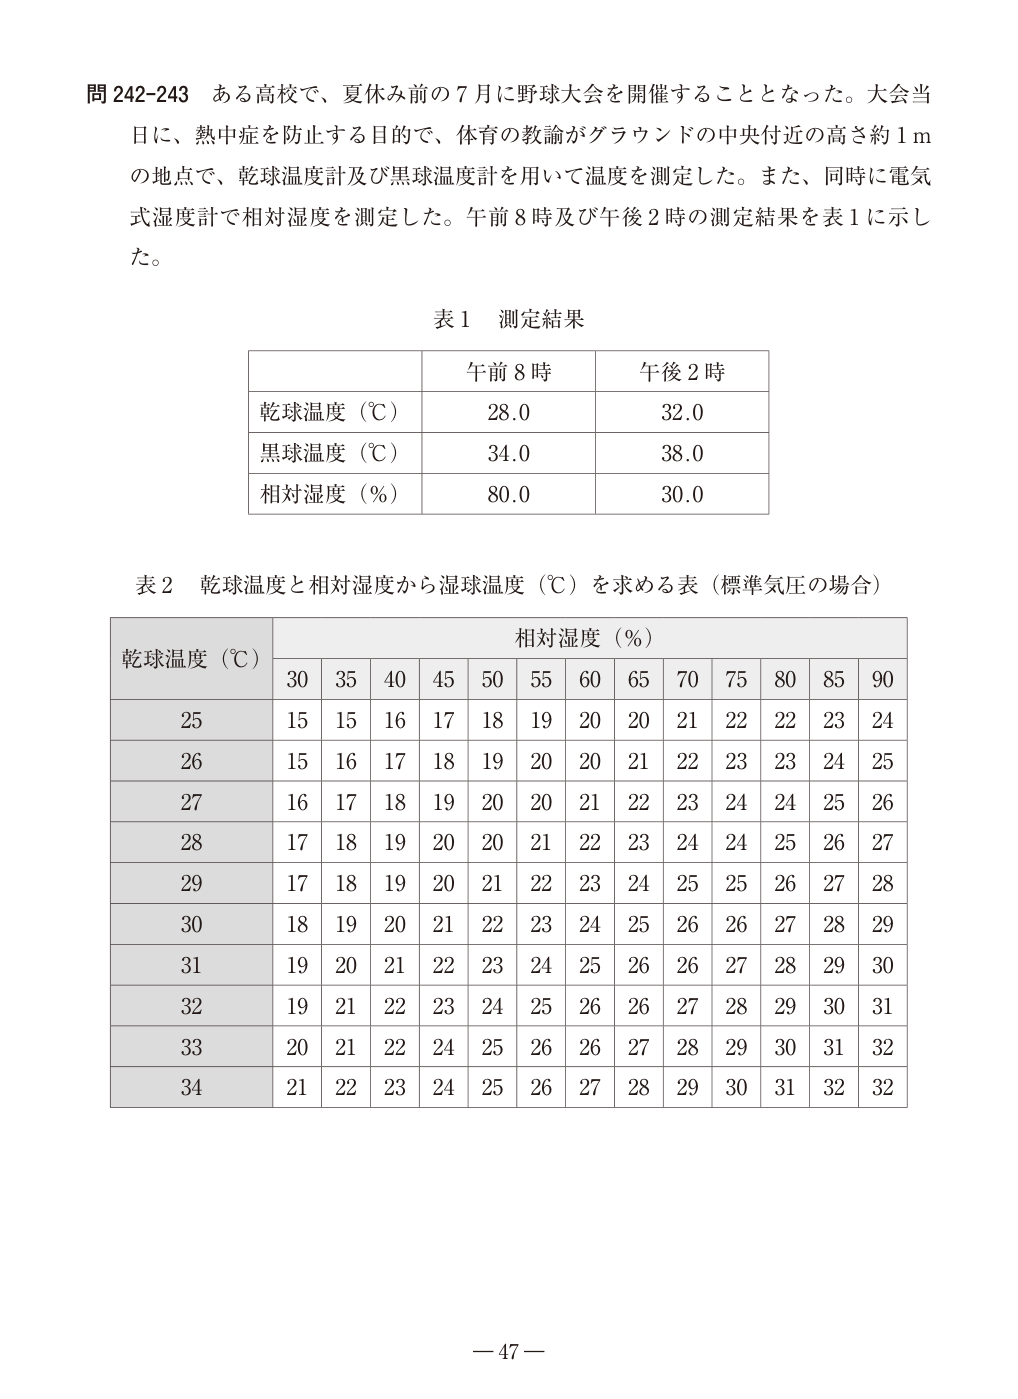 問 242-243 ある高校で、夏休み前の7月に野球大会を開催することとなった。大会当
日に、熱中症を防止する目的で、体育の教諭がグラウンドの中央付近の高さ約1m
の地点で、乾球温度計及び黒球温度計を用いて温度を測定した。また、同時に電気
式湿度計で相対湿度を測定した。午前8時及び午後2時の測定結果を表1に示し
た。
表1 測定結果
午前8時 午後2時
乾球温度（℃） 28.0 32.0
黒球温度（℃） 34.0 38.0
相対湿度（%） 80.0 30.0
表2 乾球温度と相対湿度から湿球温度（℃）を求める表（標準気圧の場合）
乾球温度（℃） 相対湿度（%）
30 35 40 45 50 55 60 65 70 75 80 85 90
25 15 15 16 17 18 19 20 20 21 22 22 23 24
26 15 16 17 18 19 20 20 21 22 23 23 24 25
27 16 17 18 19 20 20 21 22 23 24 24 25 26
28 17 18 19 20 20 21 22 23 24 24 25 26 27
29 17 18 19 20 21 22 23 24 25 25 26 27 28
30 18 19 20 21 22 23 24 25 26 26 27 28 29
31 19 20 21 22 23 24 25 26 26 27 28 29 30
32 19 21 22 23 24 25 26 26 27 28 29 30 31
33 20 21 22 24 25 26 26 27 28 29 30 31 32
34 21 22 23 24 25 26 27 28 29 30 31 32 32
— 47 —